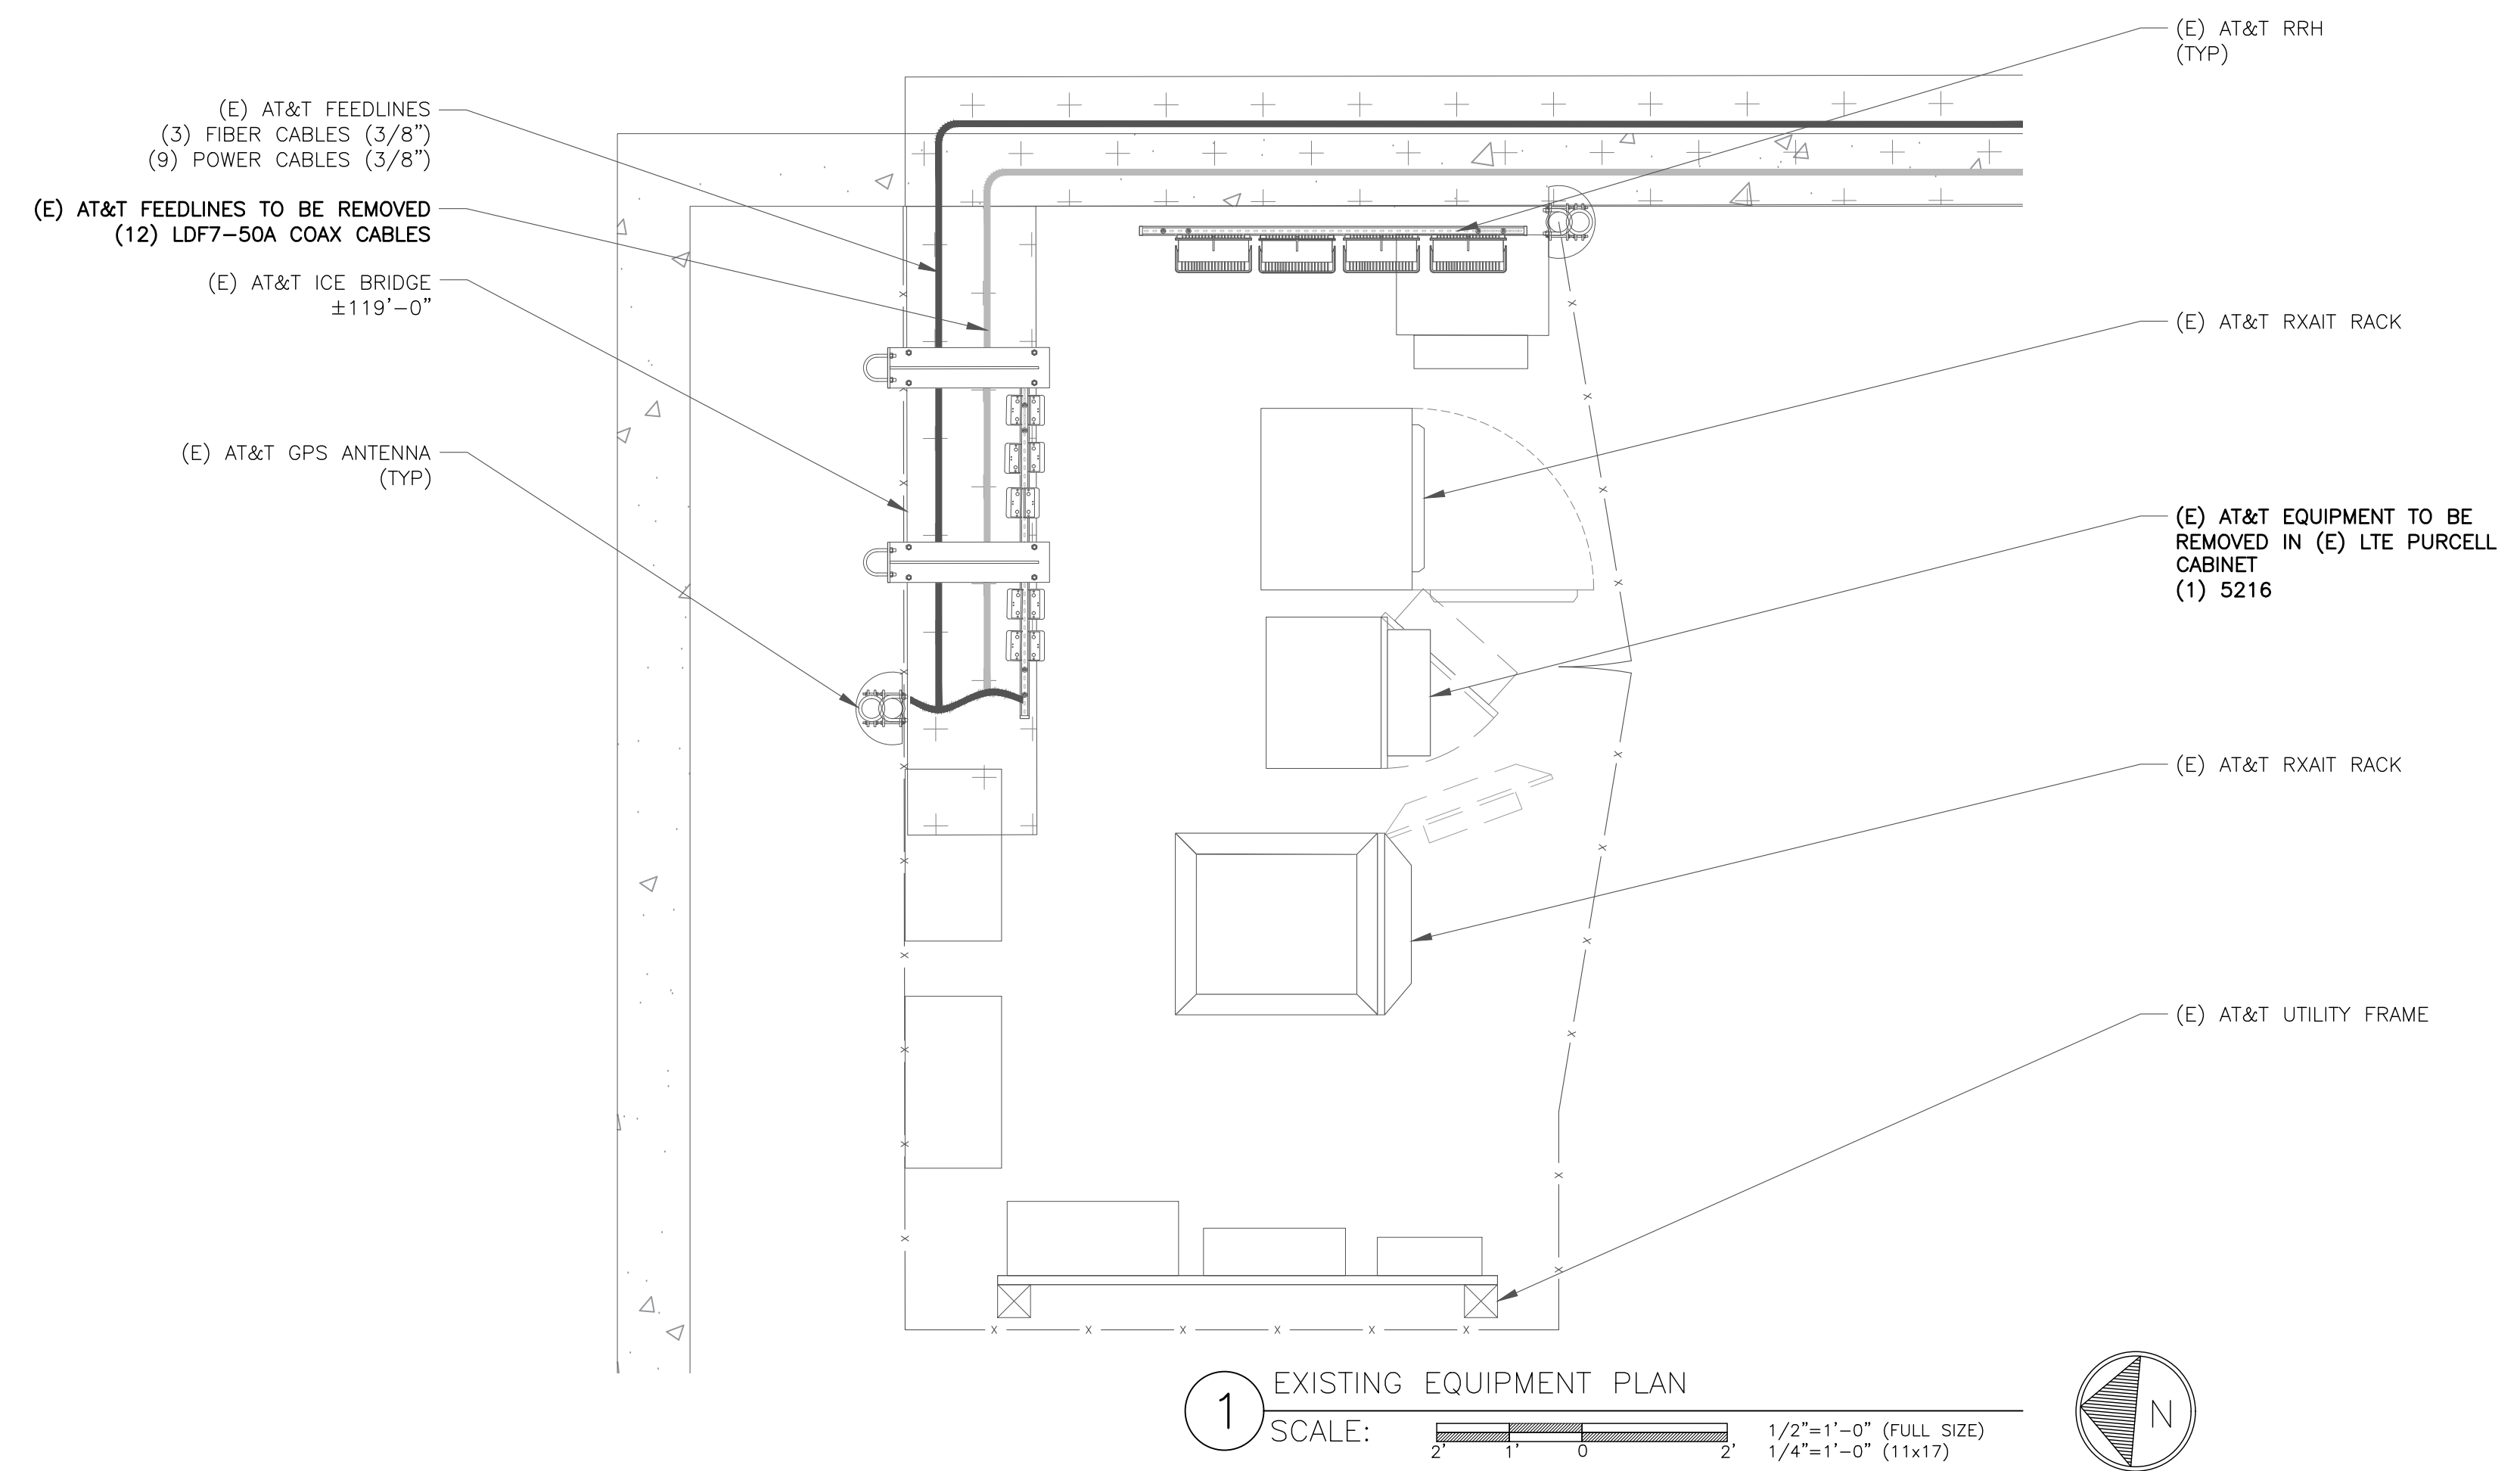 (E) AT&T RRH
(TYP)
(E) AT&T FEEDLINES
(3) FIBER CABLES (3/8")
(9) POWER CABLES (3/8")
(E) AT&T FEEDLINES TO BE REMOVED
(12) LDF7-50A COAX CABLES
(E) AT&T ICE BRIDGE
±119'-0"
(E) AT&T GPS ANTENNA
(TYP)
(E) AT&T RXAIT RACK
(E) AT&T EQUIPMENT TO BE
REMOVED IN (E) LTE PURCELL
CABINET
(1) 5216
(E) AT&T RXAIT RACK
(E) AT&T UTILITY FRAME
1
EXISTING EQUIPMENT PLAN
SCALE:
2' 1' 0 2'
1/2"=1'-0" (FULL SIZE)
1/4"=1'-0" (11x17)
N